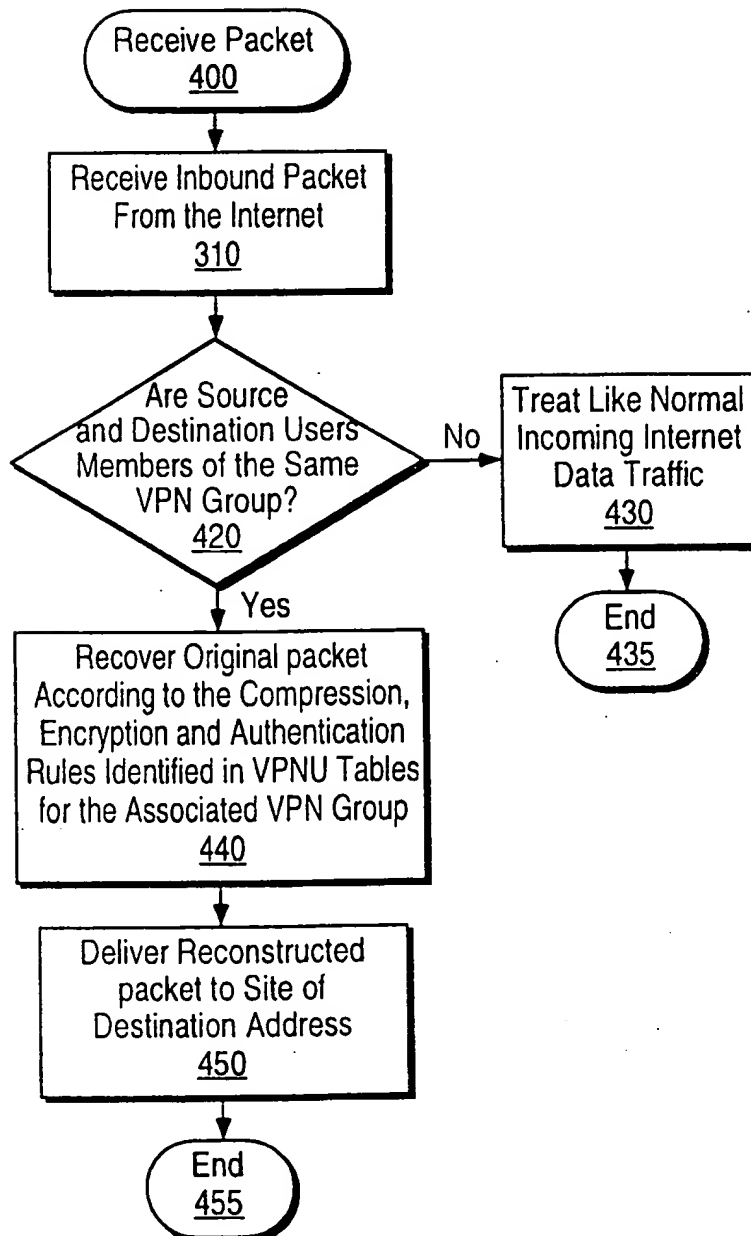 Receive Packet
400
Receive Inbound Packet
From the Internet
310
Are Source
and Destination Users
Members of the Same
VPN Group?
420
No
Treat Like Normal
Incoming Internet
Data Traffic
430
End
435
Yes
Recover Original packet
According to the Compression,
Encryption and Authentication
Rules Identified in VPNU Tables
for the Associated VPN Group
440
Deliver Reconstructed
packet to Site of
Destination Address
450
End
455